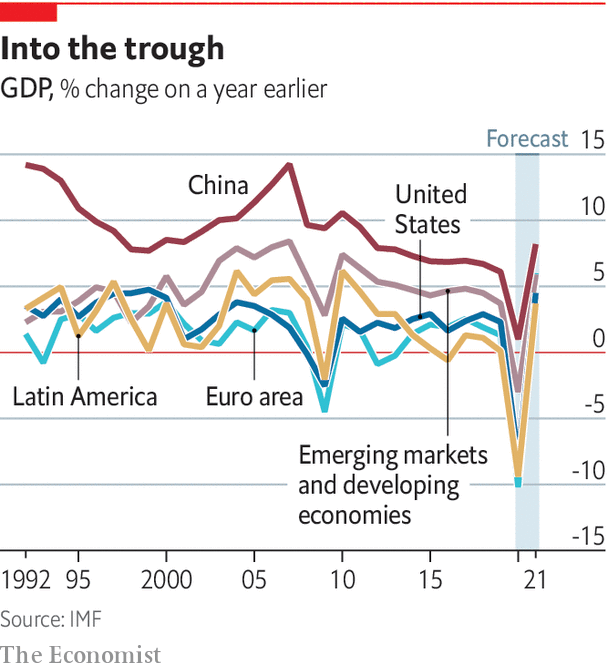 Into the trough
GDP, % change on a year earlier
Forecast
15
China
United
States
10
5
0
Latin America
Euro area
-5
Emerging markets
and developing
economies
-10
-15
1992 95 2000 05 10 15 21
Source: IMF
The Economist